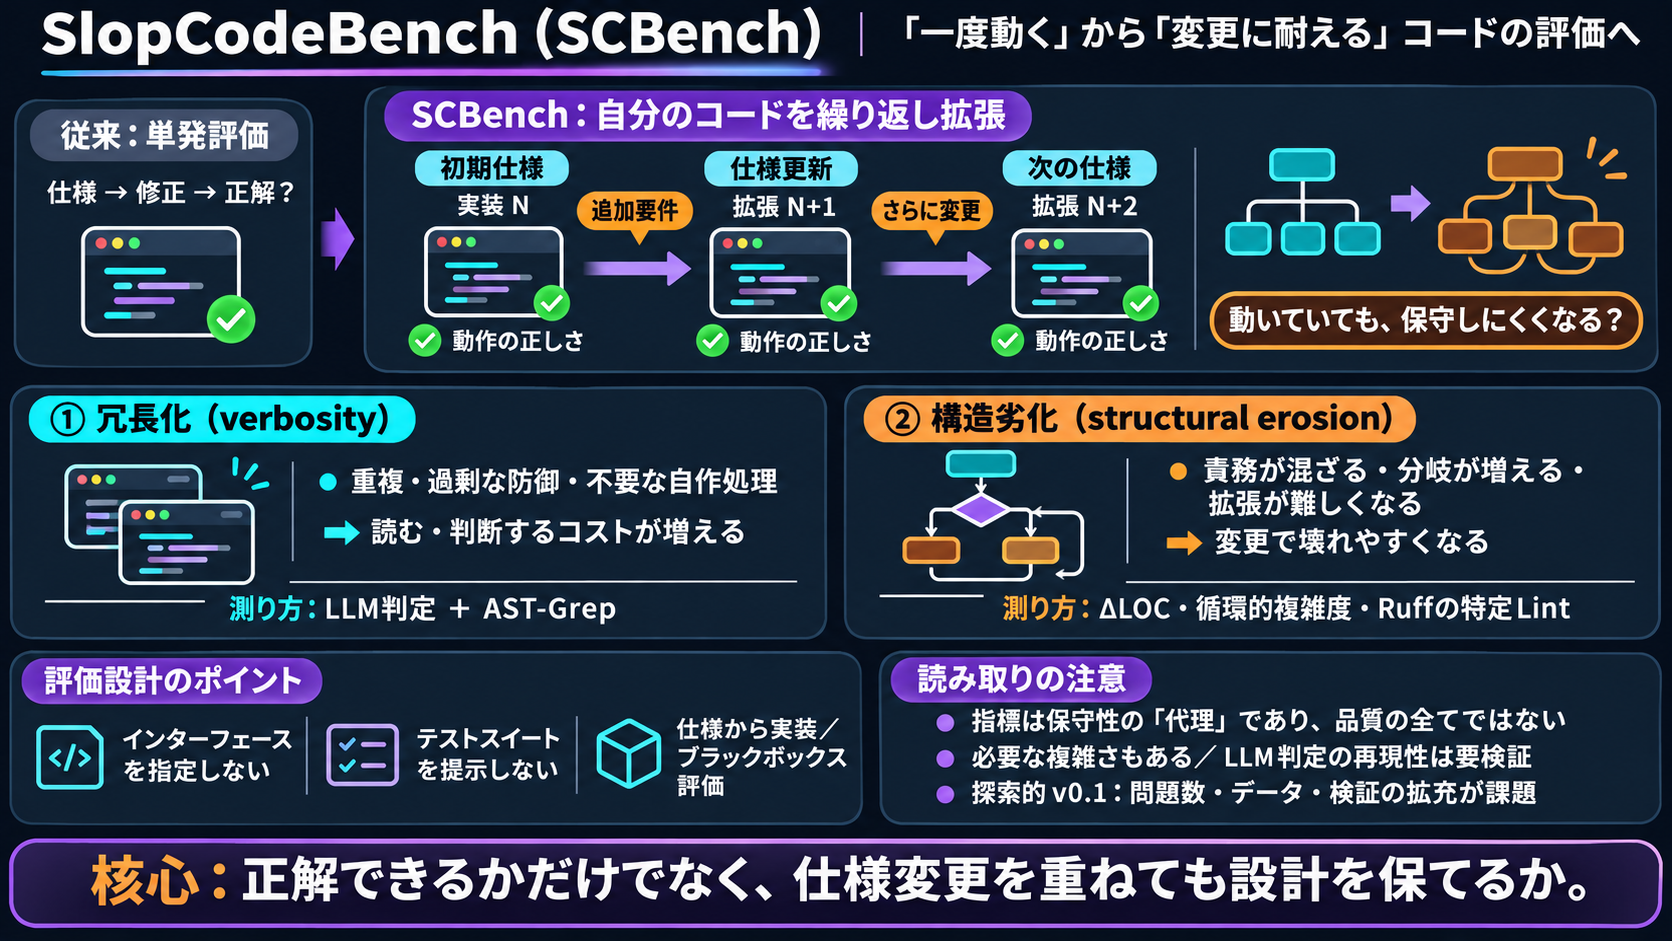 SlopCodeBench (SCBench)
「一度動く」から「変更に耐える」コードの評価へ
従来：単発評価
仕様 → 修正 → 正解？
SCBench：自分のコードを繰り返し拡張
初期仕様
実装 N
動作の正しさ
追加要件
仕様更新
拡張 N+1
動作の正しさ
さらに変更
次の仕様
拡張 N+2
動作の正しさ
動いていても、保守しにくくなる？
① 冗長化（verbosity）
重複・過剰な防御・不要な自作処理
読む・判断するコストが増える
測り方：LLM判定 ＋ AST-Grep
② 構造劣化（structural erosion）
責務が混ざる・分岐が増える・
拡張が難しくなる
変更で壊れやすくなる
測り方：ΔLOC・循環的複雑度・Ruffの特定Lint
評価設計のポイント
</>
インターフェース
を指定しない
テストスイート
を提示しない
仕様から実装／
ブラックボックス
評価
読み取りの注意
指標は保守性の「代理」であり、品質の全てではない
必要な複雑さもある／ LLM判定の再現性は要検証
探索的 v0.1：問題数・データ・検証の拡充が課題
核心：正解できるかだけでなく、仕様変更を重ねても設計を保てるか。